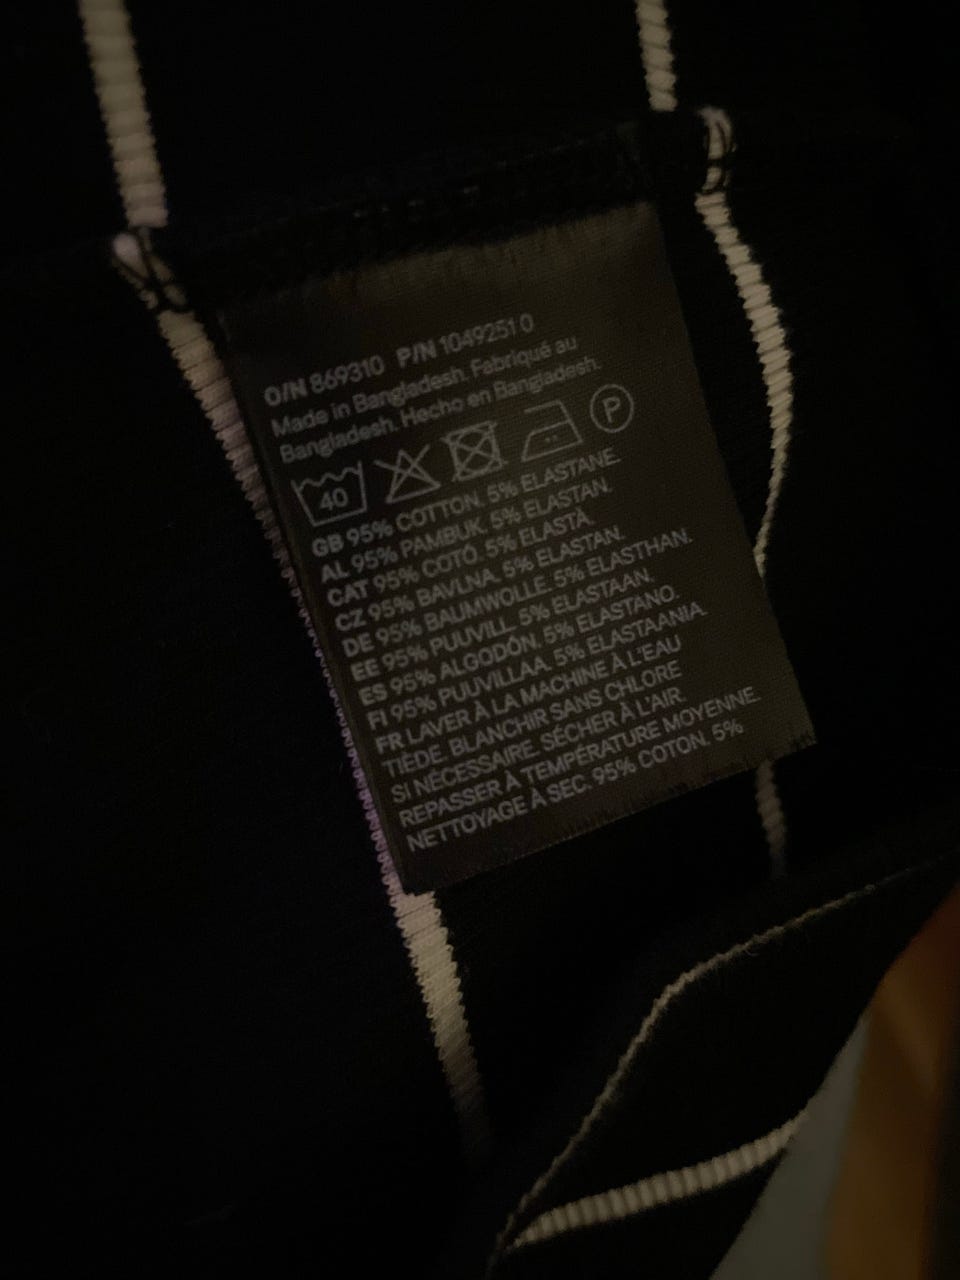 O/N 869310 P/N 1049251 0
Made in Bangladesh. Fabriqué au
Bangladesh. Hecho en Bangladesh.
40 P
GB 95% COTTON. 5% ELASTANE.
AL 95% PAMBUK. 5% ELASTAN.
CAT 95% COTÓ. 5% ELASTÀ.
CZ 95% BAVLNA. 5% ELASTAN.
DE 95% BAUMWOLLE. 5% ELASTHAN.
EE 95% PUUVILL. 5% ELASTAAN.
ES 95% ALGODÓN. 5% ELASTANO.
FI 95% PUUVILLAA. 5% ELASTAANIA.
FR LAVER À LA MACHINE À L'EAU
TIÈDE. BLANCHIR SANS CHLORE
SI NÉCESSAIRE. SÉCHER À L'AIR.
REPASSER À TEMPÉRATURE MOYENNE.
NETTOYAGE À SEC. 95% COTON. 5%